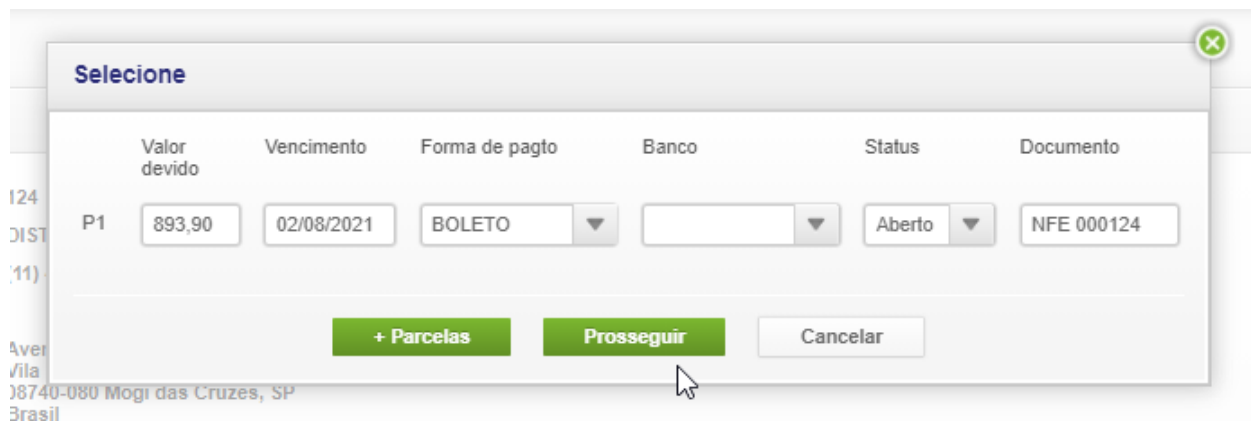 Selecione
Valor devido
Vencimento
Forma de pagto
Banco
Status
Documento
P1
893,90
02/08/2021
BOLETO
Aberto
NFE 000124
+ Parcelas
Prosseguir
Cancelar
124
(11)
Vila
08740-080 Mogi das Cruzes, SP
Brasil